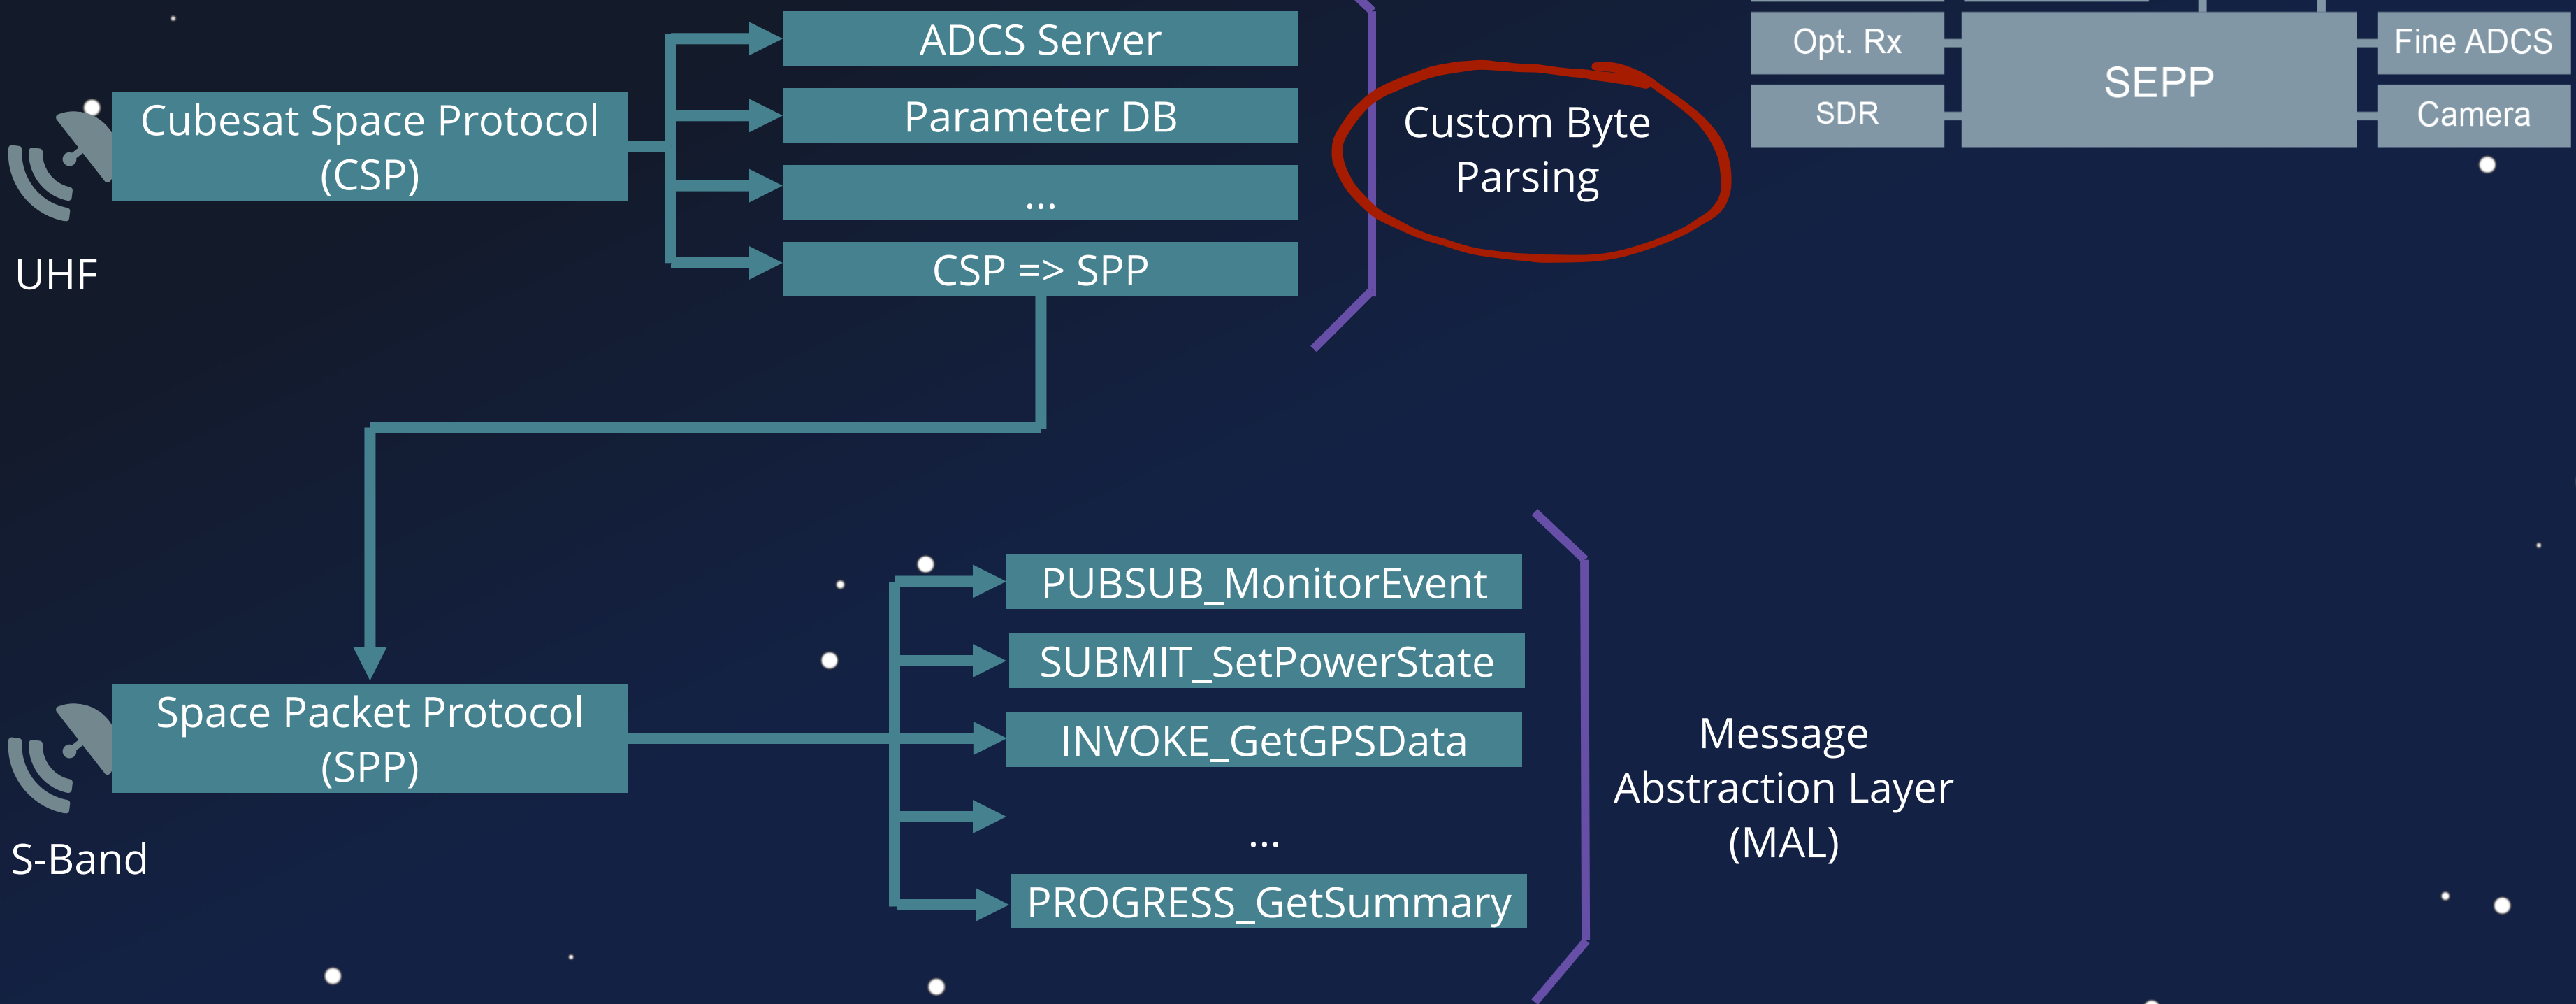 ADCS Server
Parameter DB
...
CSP => SPP
Cubesat Space Protocol
(CSP)
UHF
Custom Byte
Parsing
Opt. Rx
SDR
SEPP
Fine ADCS
Camera
Space Packet Protocol
(SPP)
S-Band
PUBSUB_MonitorEvent
SUBMIT_SetPowerState
INVOKE_GetGPSData
...
PROGRESS_GetSummary
Message
Abstraction Layer
(MAL)